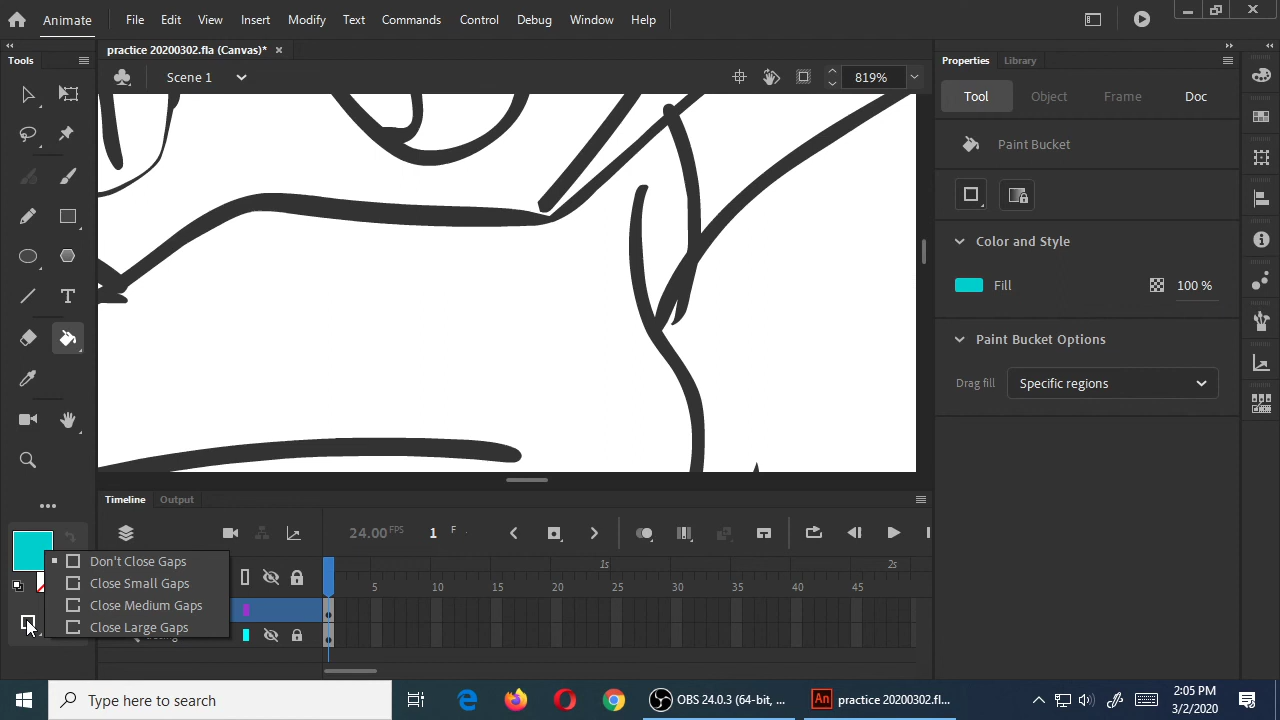 Animate File Edit View Insert Modify Text Commands Control Debug Window Help
Tools
practice 20200302.fla (Canvas)*
Scene 1
819%
Properties Library
Tool Object Frame Doc
Paint Bucket
Color and Style
Fill 100 %
Paint Bucket Options
Drag fill Specific regions
Timeline Output
24.00 FPS 1 F
1s 2s
5 10 15 20 25 30 35 40 45
Don't Close Gaps
Close Small Gaps
Close Medium Gaps
Close Large Gaps
Type here to search
OBS 24.0.3 (64-bit, ...
An practice 20200302.fl...
2:05 PM
3/2/2020